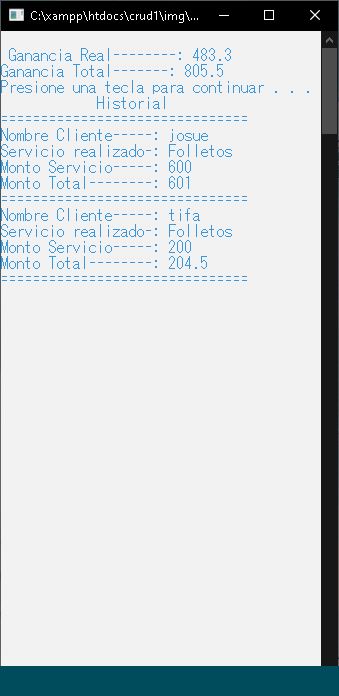 C:\xampp\htdocs\crud1\img\...
Ganancia Real--------: 483.3
Ganancia Total-------: 805.5
Presione una tecla para continuar . . .
Historial
===============================
Nombre Cliente-----: josue
Servicio realizado-: Folletos
Monto Servicio-----: 600
Monto Total--------: 601
===============================
Nombre Cliente-----: tifa
Servicio realizado-: Folletos
Monto Servicio-----: 200
Monto Total--------: 204.5
===============================